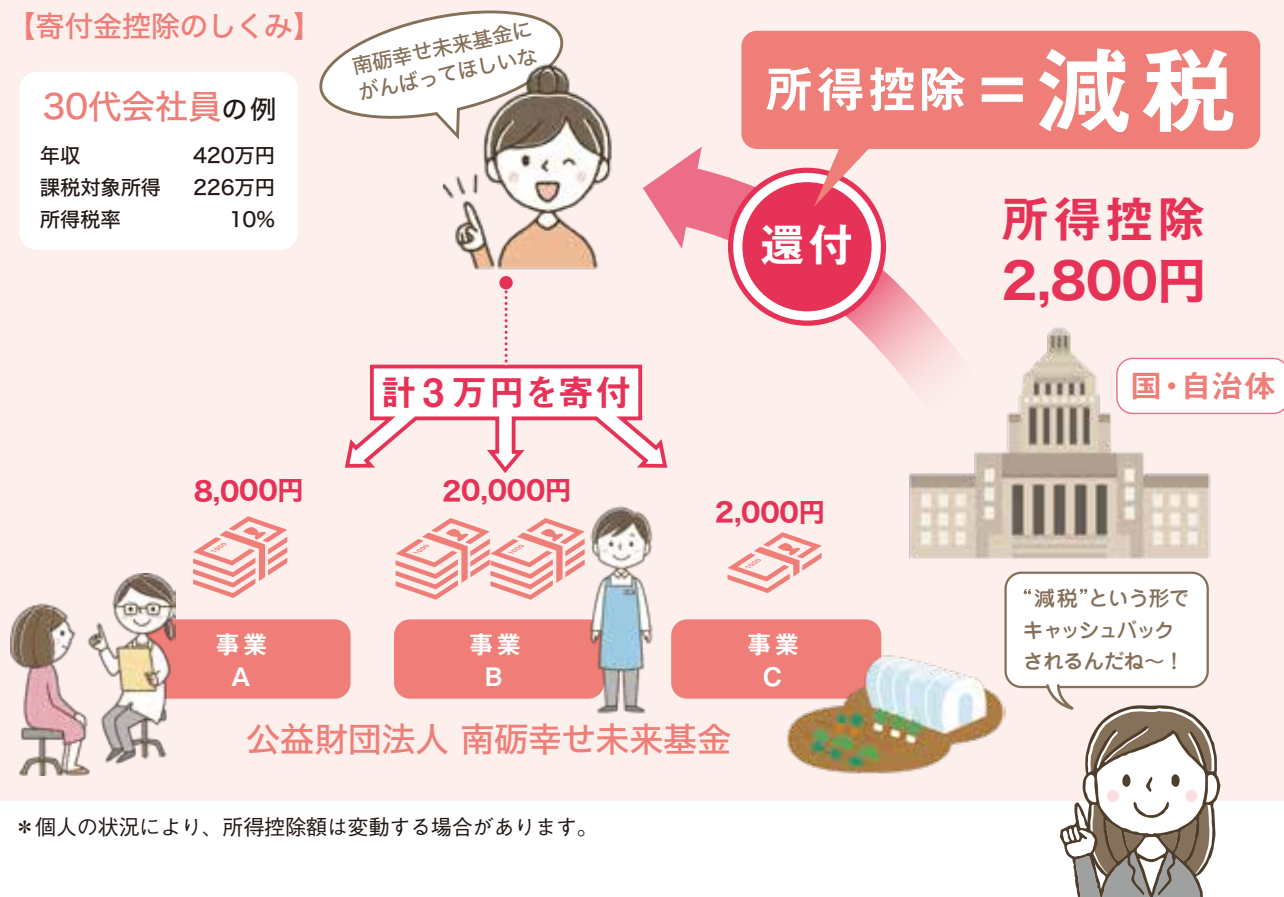 【寄付金控除のしくみ】
30代会社員の例
年収 420万円
課税対象所得 226万円
所得税率 10%
南砺幸せ未来基金に
がんばってほしいな
所得控除＝減税
還付
所得控除
2,800円
国・自治体
計3万円を寄付
8,000円
20,000円
2,000円
1000
1000
1000
1000
事業
A
事業
B
事業
C
公益財団法人 南砺幸せ未来基金
“減税”という形で
キャッシュバック
されるんだね〜！
＊個人の状況により、所得控除額は変動する場合があります。